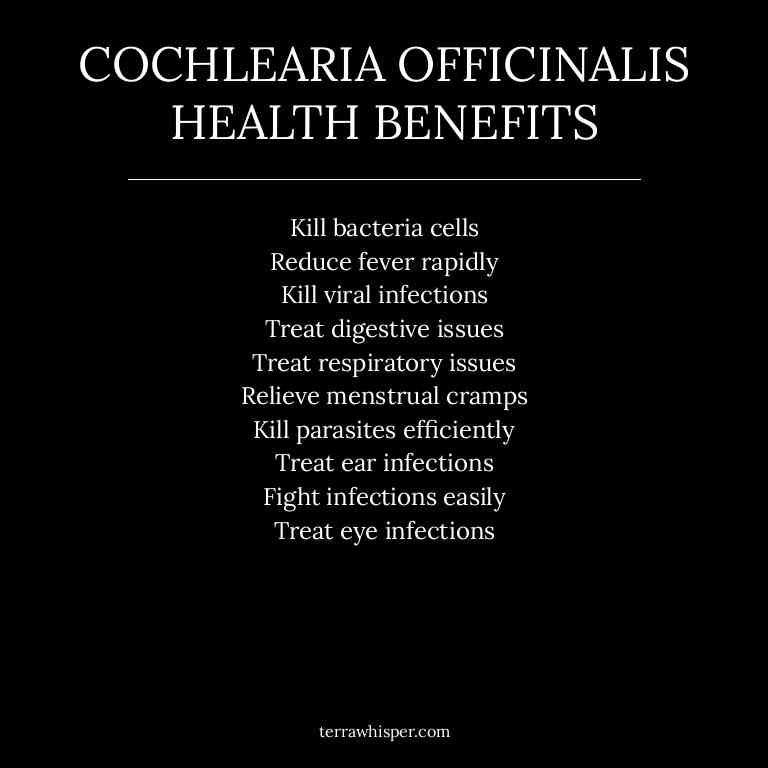 COCHLEARIA OFFICINALIS
HEALTH BENEFITS
Kill bacteria cells
Reduce fever rapidly
Kill viral infections
Treat digestive issues
Treat respiratory issues
Relieve menstrual cramps
Kill parasites efficiently
Treat ear infections
Fight infections easily
Treat eye infections
terrawhisper.com